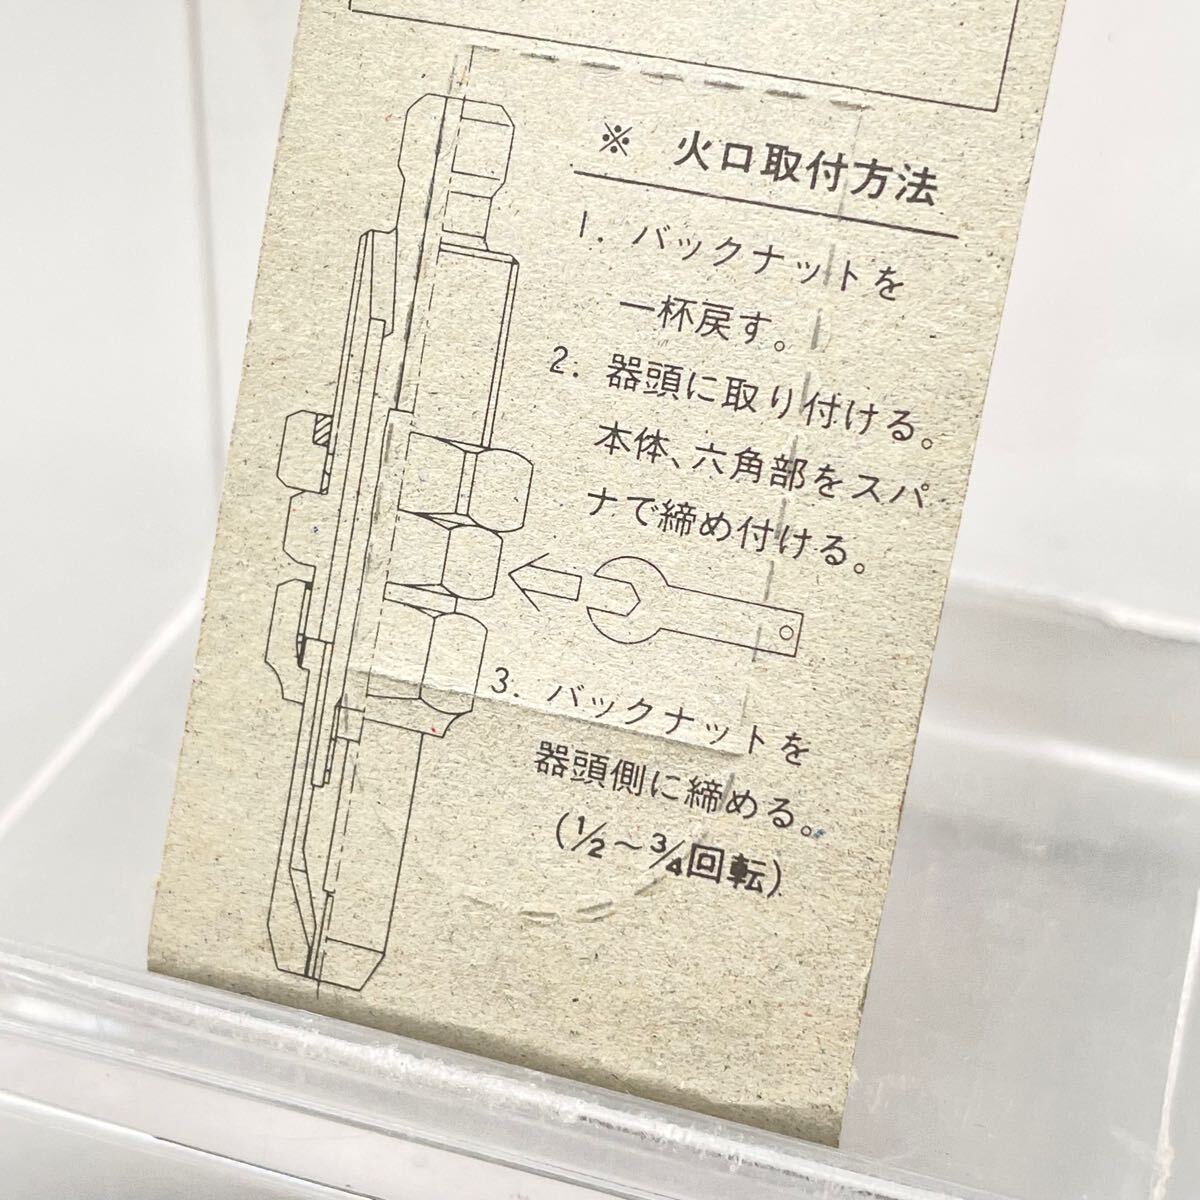 ※ 火口取付方法
1. バックナットを
一杯戻す。
2. 器頭に取り付ける。
本体、六角部をスパ
ナで締め付ける。
3. バックナットを
器頭側に締める。
(1/2～3/4回転)